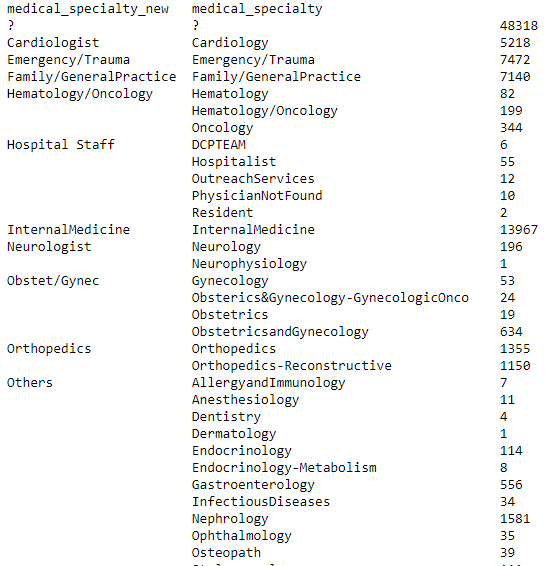 medical_specialty_new medical_specialty
? ? 48318
Cardiologist Cardiology 5218
Emergency/Trauma Emergency/Trauma 7472
Family/GeneralPractice Family/GeneralPractice 7140
Hematology/Oncology Hematology 82
Hematology/Oncology 199
Oncology 344
Hospital Staff DCPTEAM 6
Hospitalist 55
OutreachServices 12
PhysicianNotFound 10
Resident 2
InternalMedicine InternalMedicine 13967
Neurologist Neurology 196
Neurophysiology 1
Obstet/Gynec Gynecology 53
Obsterics&Gynecology-GynecologicOnco 24
Obstetrics 19
ObstetricsandGynecology 634
Orthopedics Orthopedics 1355
Orthopedics-Reconstructive 1150
Others AllergyandImmunology 7
Anesthesiology 11
Dentistry 4
Dermatology 1
Endocrinology 114
Endocrinology-Metabolism 8
Gastroenterology 556
InfectiousDiseases 34
Nephrology 1581
Ophthalmology 35
Osteopath 39